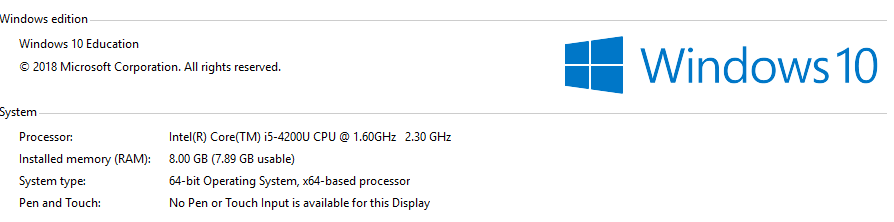 Windows edition
Windows 10 Education
© 2018 Microsoft Corporation. All rights reserved.
Windows 10
System
Processor: Intel(R) Core(TM) i5-4200U CPU @ 1.60GHz 2.30 GHz
Installed memory (RAM): 8.00 GB (7.89 GB usable)
System type: 64-bit Operating System, x64-based processor
Pen and Touch: No Pen or Touch Input is available for this Display